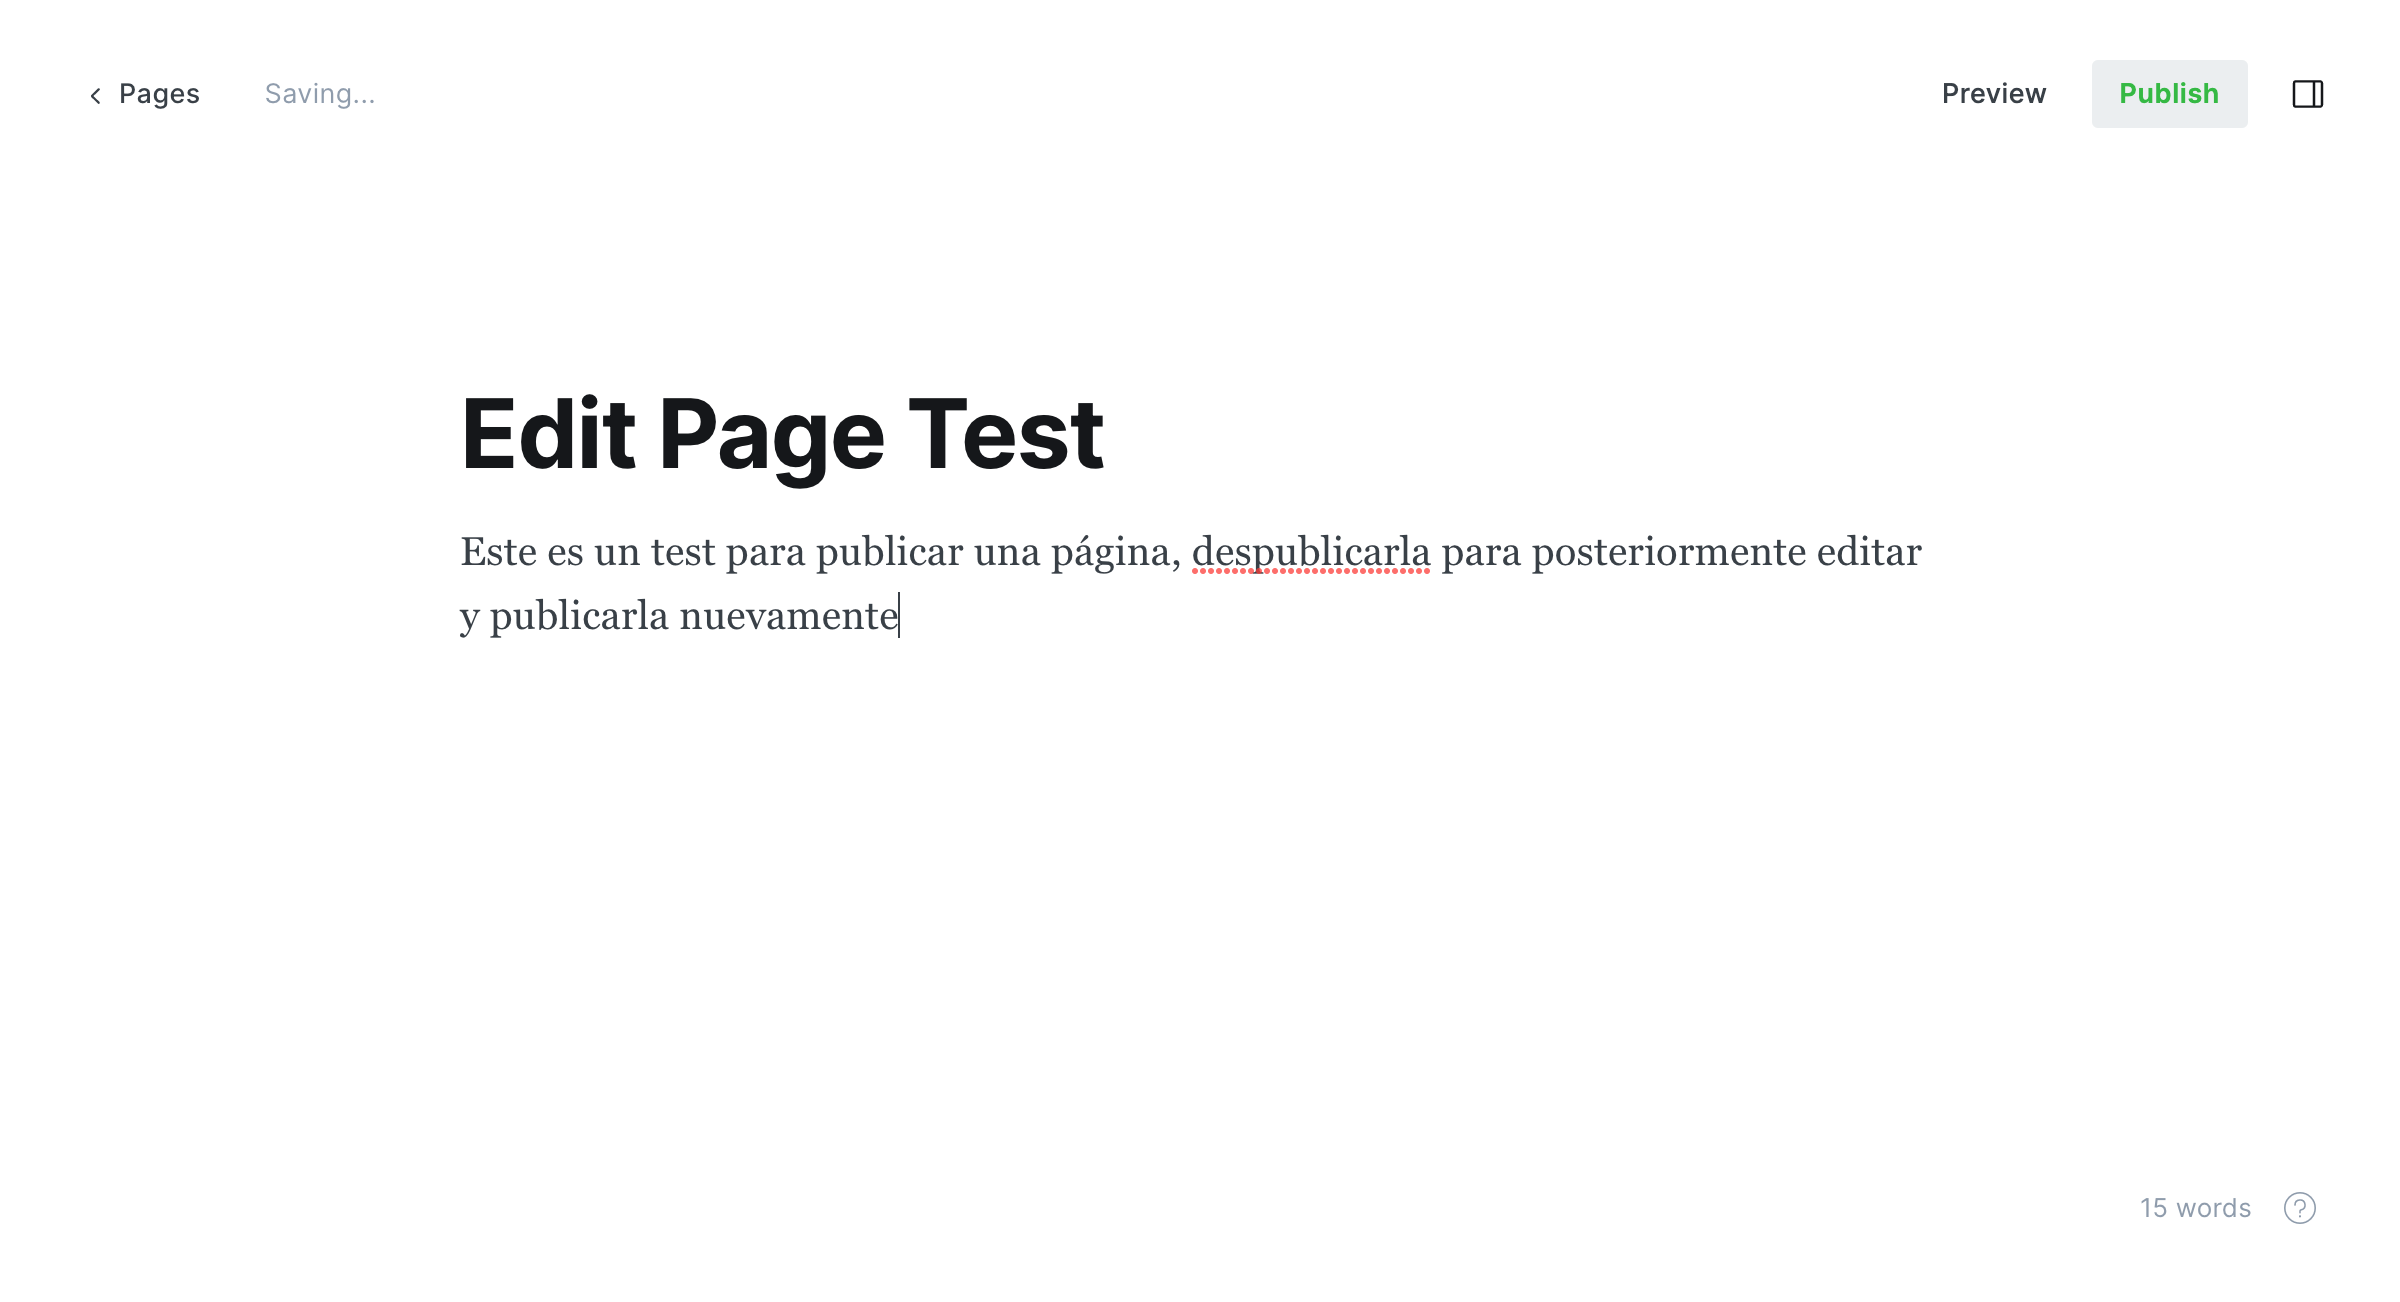 Pages
Saving...
Preview
Publish
Edit Page Test
Este es un test para publicar una página, despublicarla para posteriormente editar
y publicarla nuevamente
15 words
?